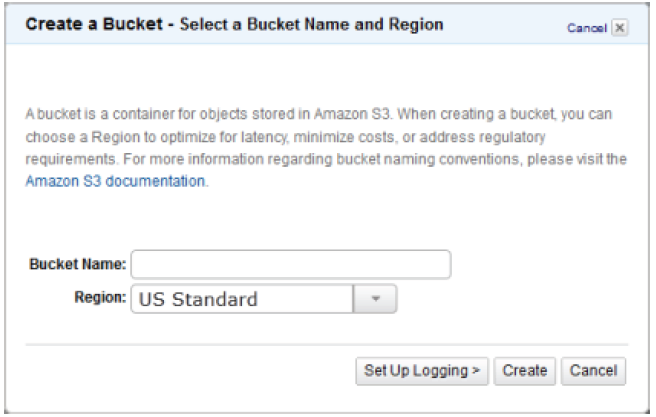 Create a Bucket - Select a Bucket Name and Region
Cancel x
A bucket is a container for objects stored in Amazon S3. When creating a bucket, you can
choose a Region to optimize for latency, minimize costs, or address regulatory
requirements. For more information regarding bucket naming conventions, please visit the
Amazon S3 documentation.
Bucket Name:
Region: US Standard
Set Up Logging > Create Cancel